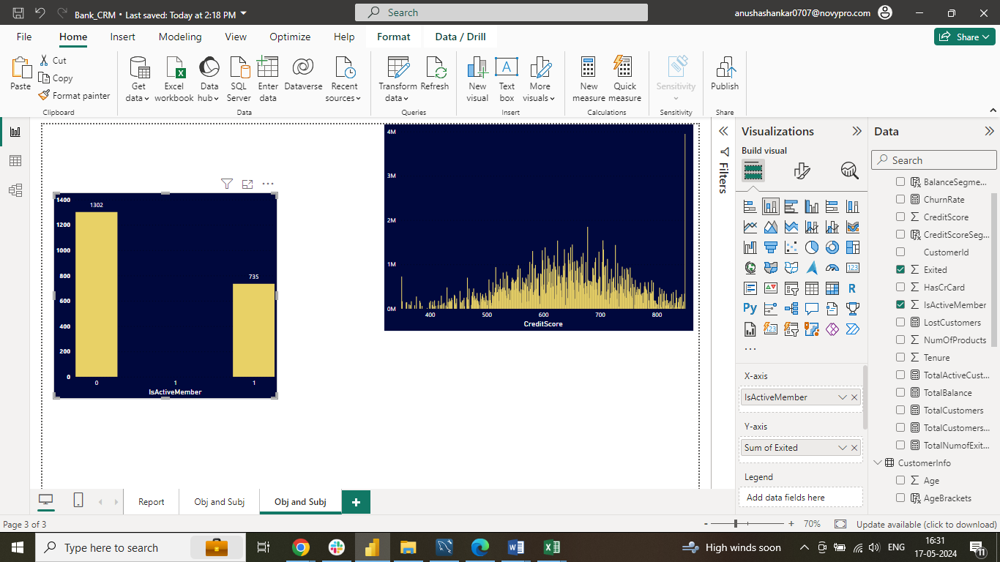 Bank_CRM • Last saved: Today at 2:18 PM
Search
anushashankar0707@novypro.com
File
Home
Insert
Modeling
View
Optimize
Help
Format
Data / Drill
Share
Paste
Cut
Copy
Format painter
Clipboard
Get data
Excel workbook
Data hub
SQL Server
Enter data
Dataverse
Recent sources
Data
Transform data
Refresh
Queries
New visual
Text box
More visuals
Insert
New measure
Quick measure
Calculations
Sensitivity
Sensitivity
Publish
Share
1400
1200
1000
800
600
400
200
0
1302
735
0
1
1
IsActiveMember
4M
3M
2M
1M
0M
400
500
600
700
800
CreditScore
Filters
Visualizations
Build visual
123
R
Py
123
...
X-axis
IsActiveMember
Y-axis
Sum of Exited
Legend
Add data fields here
Data
Search
BalanceSegme...
ChurnRate
CreditScore
CreditScoreSeg...
CustomerId
Exited
HasCrCard
IsActiveMember
LostCustomers
NumOfProducts
Tenure
TotalActiveCust...
TotalBalance
TotalCustomers
TotalCustomers...
TotalNumofExit...
CustomerInfo
Age
AgeBrackets
Report
Obj and Subj
Obj and Subj
+
Page 3 of 3
- + 70%
Update available (click to download)
Type here to search
High winds soon
ENG
16:31
17-05-2024
11